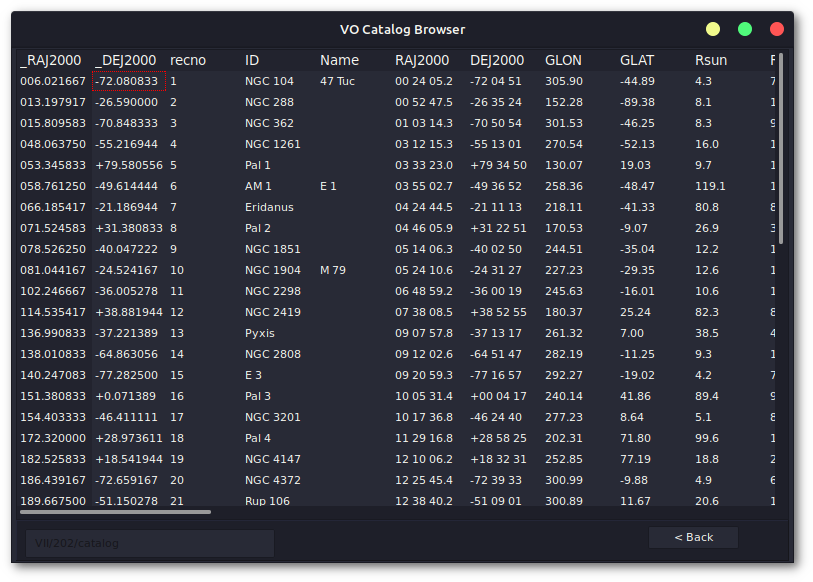 VO Catalog Browser
_RAJ2000 _DEJ2000 recno ID Name RAJ2000 DEJ2000 GLON GLAT Rsun
006.021667 -72.080833 1 NGC 104 47 Tuc 00 24 05.2 -72 04 51 305.90 -44.89 4.3 7
013.197917 -26.590000 2 NGC 288 00 52 47.5 -26 35 24 152.28 -89.38 8.1 1
015.809583 -70.848333 3 NGC 362 01 03 14.3 -70 50 54 301.53 -46.25 8.3 9
048.063750 -55.216944 4 NGC 1261 03 12 15.3 -55 13 01 270.54 -52.13 16.0 1
053.345833 +79.580556 5 Pal 1 03 33 23.0 +79 34 50 130.07 19.03 9.7 1
058.761250 -49.614444 6 AM 1 E 1 03 55 02.7 -49 36 52 258.36 -48.47 119.1 1
066.185417 -21.186944 7 Eridanus 04 24 44.5 -21 11 13 218.11 -41.33 80.8 8
071.524583 +31.380833 8 Pal 2 04 46 05.9 +31 22 51 170.53 -9.07 26.9 3
078.526250 -40.047222 9 NGC 1851 05 14 06.3 -40 02 50 244.51 -35.04 12.2 1
081.044167 -24.524167 10 NGC 1904 M 79 05 24 10.6 -24 31 27 227.23 -29.35 12.6 1
102.246667 -36.005278 11 NGC 2298 06 48 59.2 -36 00 19 245.63 -16.01 10.6 1
114.535417 +38.881944 12 NGC 2419 07 38 08.5 +38 52 55 180.37 25.24 82.3 8
136.990833 -37.221389 13 Pyxis 09 07 57.8 -37 13 17 261.32 7.00 38.5 4
138.010833 -64.863056 14 NGC 2808 09 12 02.6 -64 51 47 282.19 -11.25 9.3 1
140.247083 -77.282500 15 E 3 09 20 59.3 -77 16 57 292.27 -19.02 4.2 7
151.380833 +0.071389 16 Pal 3 10 05 31.4 +00 04 17 240.14 41.86 89.4 9
154.403333 -46.411111 17 NGC 3201 10 17 36.8 -46 24 40 277.23 8.64 5.1 8
172.320000 +28.973611 18 Pal 4 11 29 16.8 +28 58 25 202.31 71.80 99.6 1
182.525833 +18.541944 19 NGC 4147 12 10 06.2 +18 32 31 252.85 77.19 18.8 2
186.439167 -72.659167 20 NGC 4372 12 25 45.4 -72 39 33 300.99 -9.88 4.9 6
189.667500 -51.150278 21 Rup 106 12 38 40.2 -51 09 01 300.89 11.67 20.6 1
VII/202/catalog
< Back